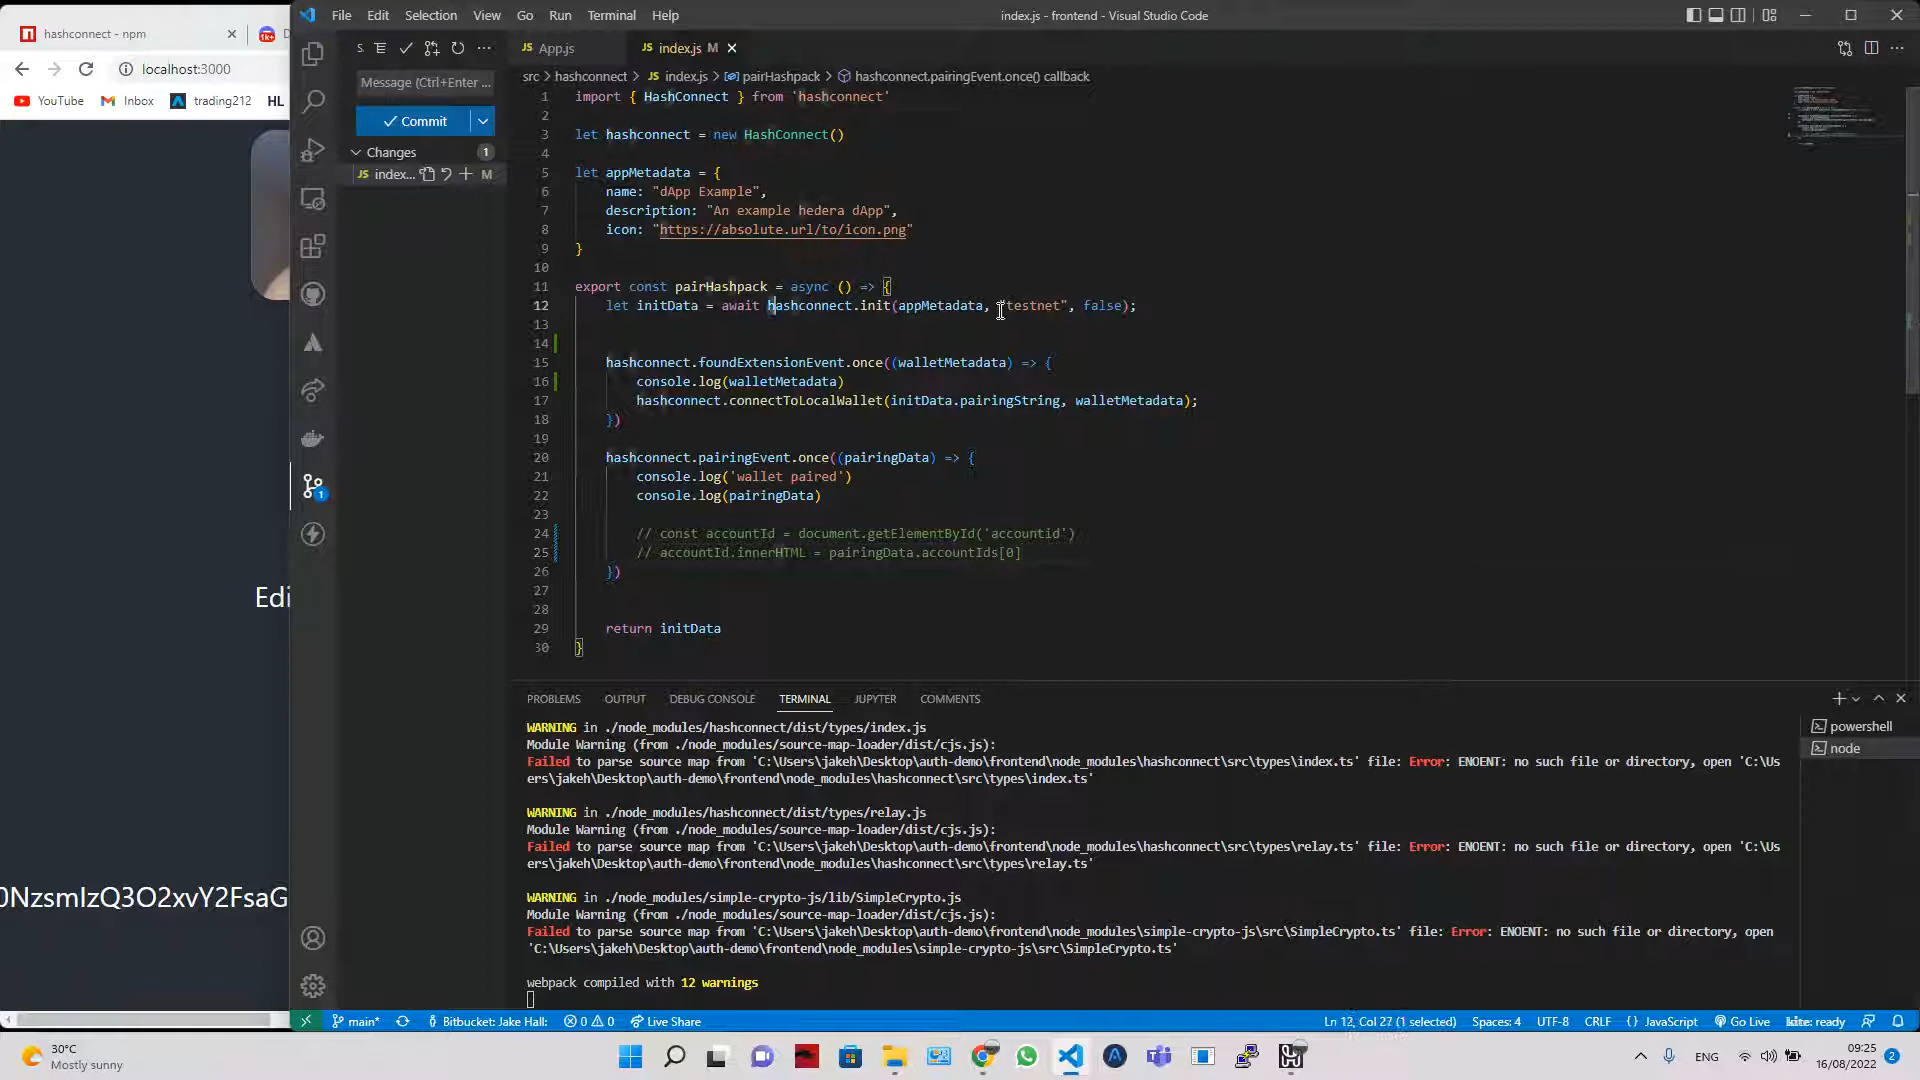 File Edit Selection View Go Run Terminal Help
index.js - frontend - Visual Studio Code
hashconnect - npm
localhost:3000
YouTube Inbox trading212 HL
Edi
0NzsmIzQ3O2xvY2FsaG
S
Message (Ctrl+Enter ...
Commit
Changes 1
JS index... M
JS App.js
JS index.js M
src > hashconnect > JS index.js > pairHashpack > hashconnect.pairingEvent.once() callback
1 import { HashConnect } from 'hashconnect'
2
3 let hashconnect = new HashConnect()
4
5 let appMetadata = {
6 name: "dApp Example",
7 description: "An example hedera dApp",
8 icon: "https://absolute.url/to/icon.png"
9 }
10
11 export const pairHashpack = async () => {
12 let initData = await hashconnect.init(appMetadata, "testnet", false);
13
14
15 hashconnect.foundExtensionEvent.once((walletMetadata) => {
16 console.log(walletMetadata)
17 hashconnect.connectToLocalWallet(initData.pairingString, walletMetadata);
18 })
19
20 hashconnect.pairingEvent.once((pairingData) => {
21 console.log('wallet paired')
22 console.log(pairingData)
23
24 // const accountId = document.getElementById('accountid')
25 // accountId.innerHTML = pairingData.accountIds[0]
26 })
27
28
29 return initData
30 }
PROBLEMS OUTPUT DEBUG CONSOLE TERMINAL JUPYTER COMMENTS
WARNING in ./node_modules/hashconnect/dist/types/index.js
Module Warning (from ./node_modules/source-map-loader/dist/cjs.js):
Failed to parse source map from 'C:\Users\jakeh\Desktop\auth-demo\frontend\node_modules\hashconnect\src\types\index.ts' file: Error: ENOENT: no such file or directory, open 'C:\Us
ers\jakeh\Desktop\auth-demo\frontend\node_modules\hashconnect\src\types\index.ts'
WARNING in ./node_modules/hashconnect/dist/types/relay.js
Module Warning (from ./node_modules/source-map-loader/dist/cjs.js):
Failed to parse source map from 'C:\Users\jakeh\Desktop\auth-demo\frontend\node_modules\hashconnect\src\types\relay.ts' file: Error: ENOENT: no such file or directory, open 'C:\Us
ers\jakeh\Desktop\auth-demo\frontend\node_modules\hashconnect\src\types\relay.ts'
WARNING in ./node_modules/simple-crypto-js/lib/SimpleCrypto.js
Module Warning (from ./node_modules/source-map-loader/dist/cjs.js):
Failed to parse source map from 'C:\Users\jakeh\Desktop\auth-demo\frontend\node_modules\simple-crypto-js\src\SimpleCrypto.ts' file: Error: ENOENT: no such file or directory, open
'C:\Users\jakeh\Desktop\auth-demo\frontend\node_modules\simple-crypto-js\src\SimpleCrypto.ts'
webpack compiled with 12 warnings
powershell
node
main* Bitbucket: Jake Hall: 0 0 Live Share
Ln 12, Col 27 (1 selected) Spaces: 4 UTF-8 CRLF {} JavaScript Go Live kite: ready
30°C
Mostly sunny
ENG
09:25
16/08/2022
2